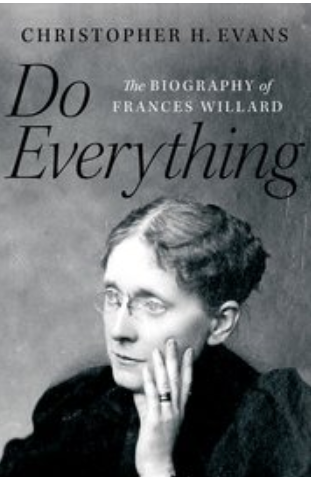 CHRISTOPHER H. EVANS
Do
The BIOGRAPHY of
FRANCES WILLARD
Everything